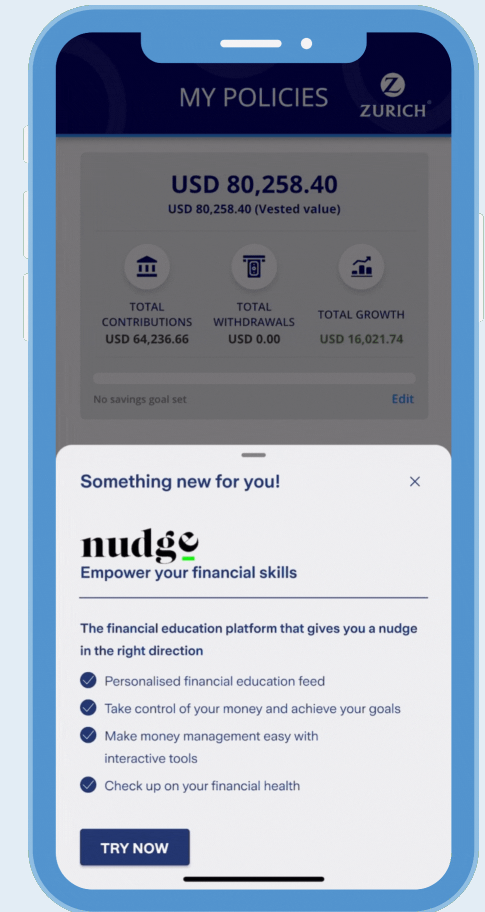 MY POLICIES
ZURICH®
USD 80,258.40
USD 80,258.40 (Vested value)
TOTAL CONTRIBUTIONS
USD 64,236.66
TOTAL WITHDRAWALS
USD 0.00
TOTAL GROWTH
USD 16,021.74
No savings goal set
Edit
Something new for you!
nudge
Empower your financial skills
The financial education platform that gives you a nudge
in the right direction
Personalised financial education feed
Take control of your money and achieve your goals
Make money management easy with
interactive tools
Check up on your financial health
TRY NOW